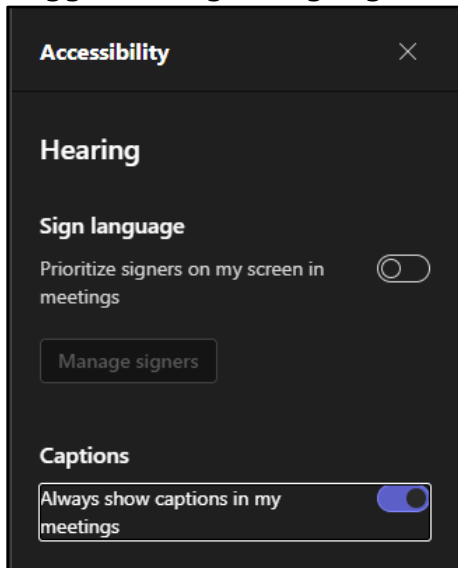 Accessibility
Hearing
Sign language
Prioritize signers on my screen in
meetings
Manage signers
Captions
Always show captions in my
meetings